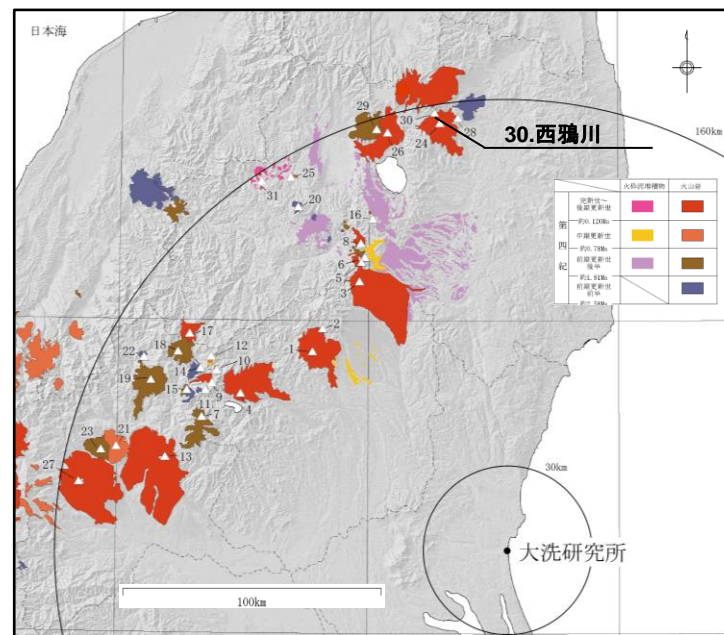 日本海
160km
30.西鴉川
火砕流堆積物
火山岩
第四紀
完新世～
後期更新世
約0.126Ma
中期更新世
約0.78Ma
前期更新世
後半
約1.81Ma
前期更新世
前半
約2.58Ma
29
30
24
28
26
25
31
20
16
8
6
5
3
2
1
17
22
18
12
14
10
19
15
9
4
11
7
23
21
13
27
30km
大洗研究所
100km